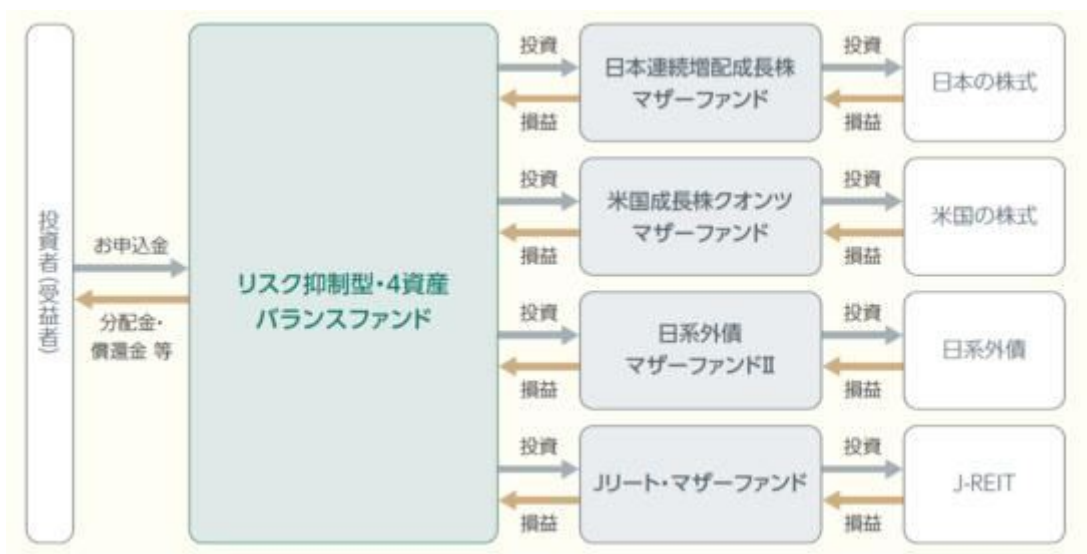 投資者(受益者)
お申込金
分配金・
償還金 等
リスク抑制型・4資産
バランスファンド
投資
損益
日本連続増配成長株
マザーファンド
投資
損益
日本の株式
投資
損益
米国成長株クオンツ
マザーファンド
投資
損益
米国の株式
投資
損益
日系外債
マザーファンドⅡ
投資
損益
日系外債
投資
損益
Jリート・マザーファンド
投資
損益
J-REIT